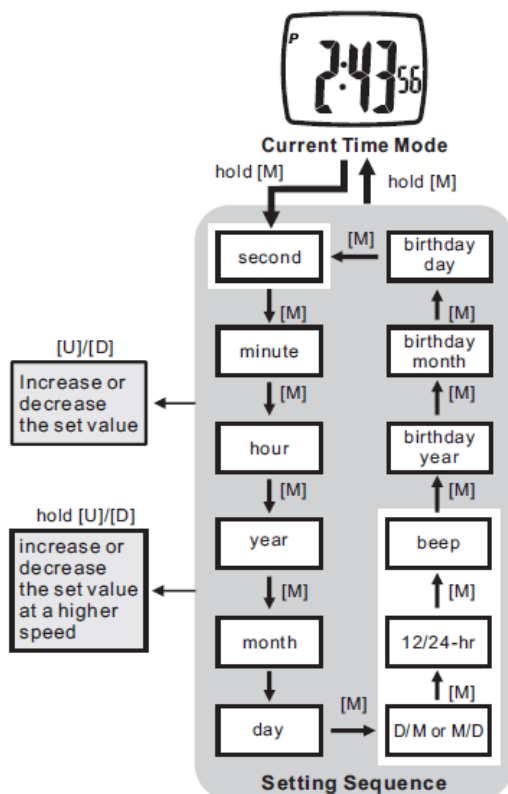 P
2:43 56
Current Time Mode
hold [M]
hold [M]
second
[M]
birthday
day
[M]
[M]
minute
birthday
month
[U]/[D]
Increase or
decrease
the set value
[M]
[M]
hour
birthday
year
[M]
[M]
hold [U]/[D]
increase or
decrease
the set value
at a higher
speed
year
beep
[M]
[M]
month
12/24-hr
[M]
[M]
day
D/M or M/D
Setting Sequence